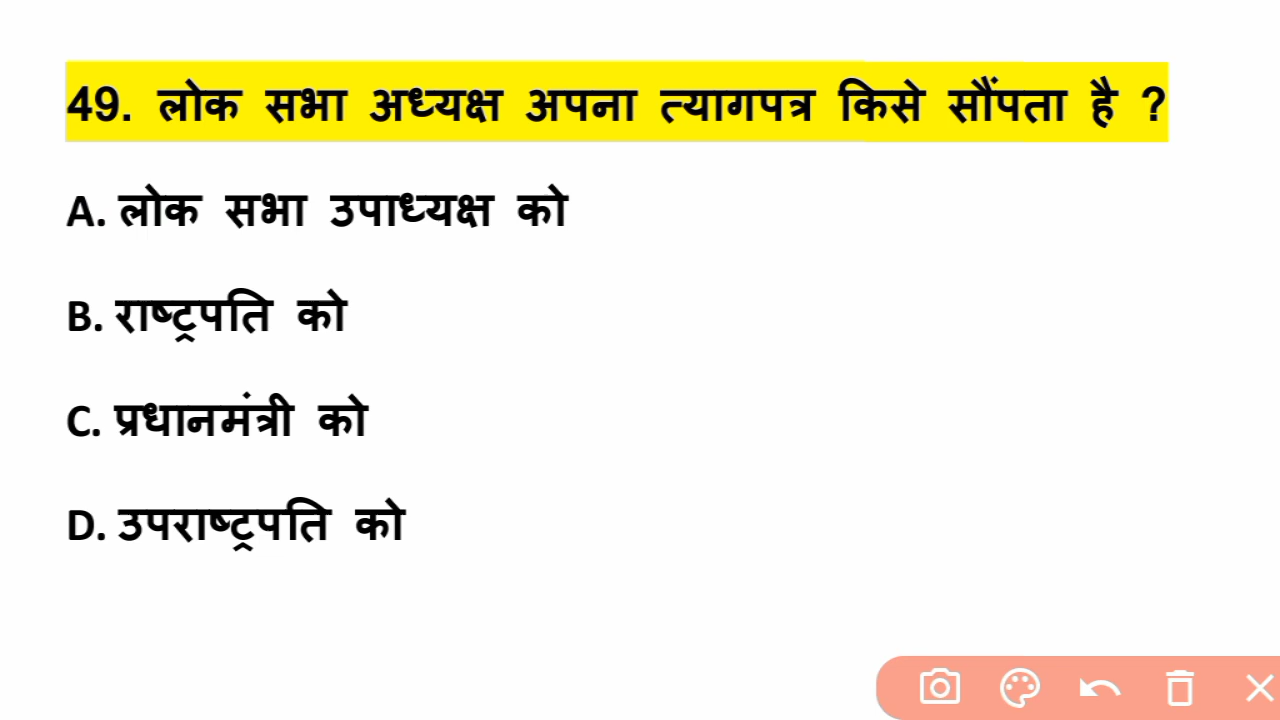 49. लोक सभा अध्यक्ष अपना त्यागपत्र किसे सौंपता है ?
A. लोक सभा उपाध्यक्ष को
B. राष्ट्रपति को
C. प्रधानमंत्री को
D. उपराष्ट्रपति को